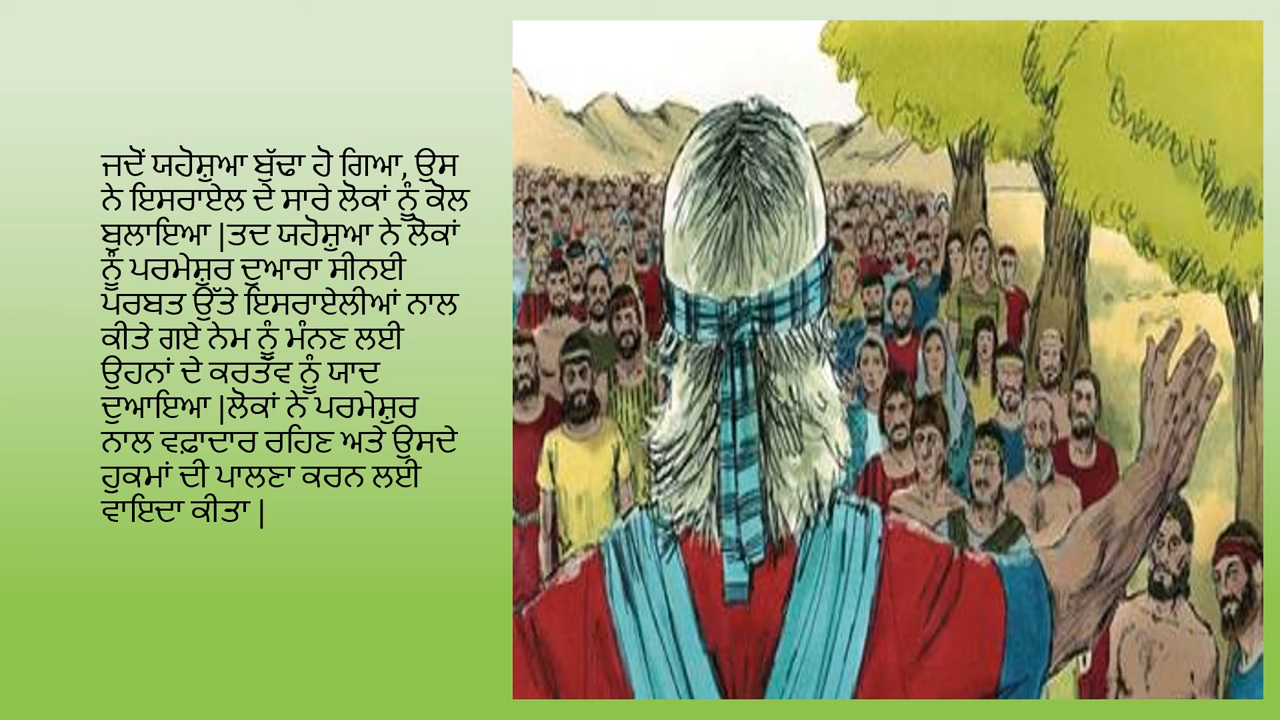 ਜਦੋਂ ਯਹੋਸ਼ੁਆ ਬੁੱਢਾ ਹੋ ਗਿਆ, ਉਸ
ਨੇ ਇਸਰਾਏਲ ਦੇ ਸਾਰੇ ਲੋਕਾਂ ਨੂੰ ਕੋਲ
ਬੁਲਾਇਆ |ਤਦ ਯਹੋਸ਼ੁਆ ਨੇ ਲੋਕਾਂ
ਨੂੰ ਪਰਮੇਸ਼ੁਰ ਦੁਆਰਾ ਸੀਨਈ
ਪਰਬਤ ਉੱਤੇ ਇਸਰਾਏਲੀਆਂ ਨਾਲ
ਕੀਤੇ ਗਏ ਨੇਮ ਨੂੰ ਮੰਨਣ ਲਈ
ਉਹਨਾਂ ਦੇ ਕਰਤੱਵ ਨੂੰ ਯਾਦ
ਦੁਆਇਆ |ਲੋਕਾਂ ਨੇ ਪਰਮੇਸ਼ੁਰ
ਨਾਲ ਵਫ਼ਾਦਾਰ ਰਹਿਣ ਅਤੇ ਉਸਦੇ
ਹੁਕਮਾਂ ਦੀ ਪਾਲਣਾ ਕਰਨ ਲਈ
ਵਾਇਦਾ ਕੀਤਾ |